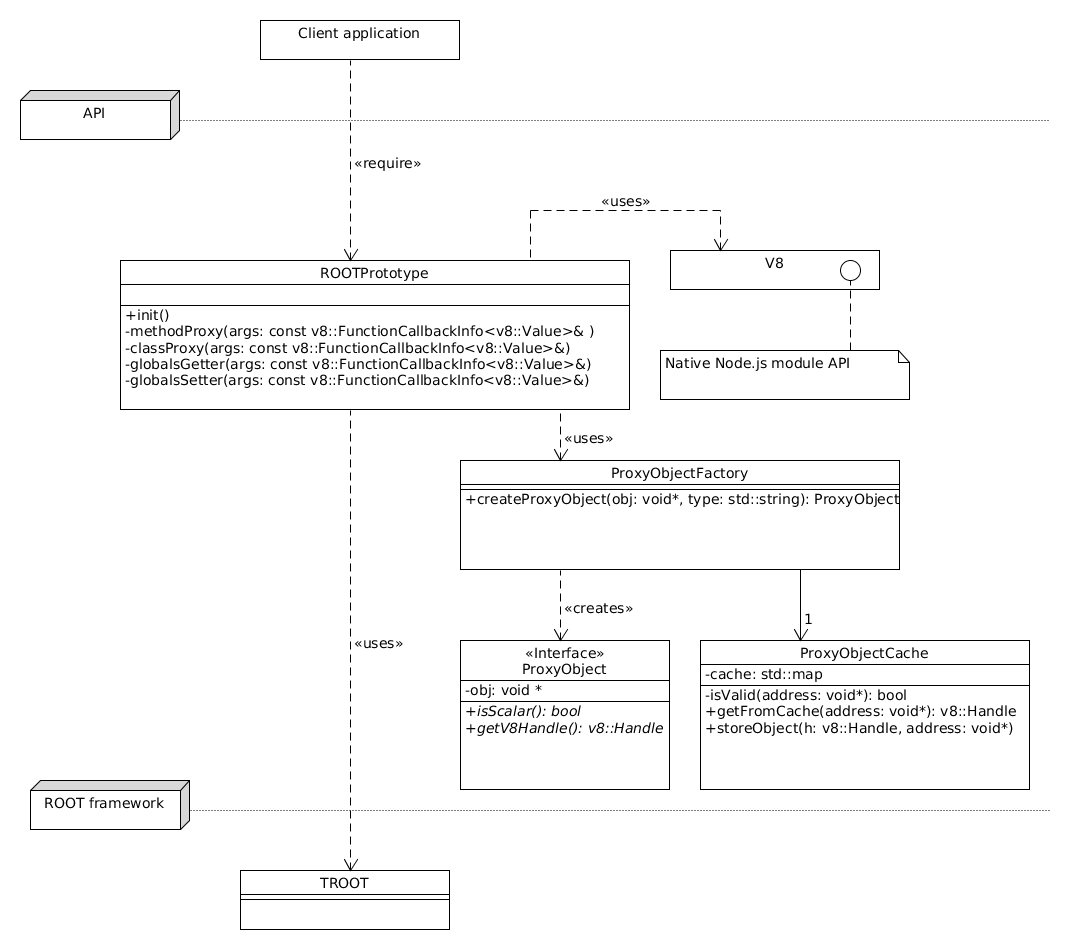 Client application
API
«require»
«uses»
V8
ROOTPrototype
+init()
-methodProxy(args: const v8::FunctionCallbackInfo<v8::Value>& )
-classProxy(args: const v8::FunctionCallbackInfo<v8::Value>&)
-globalsGetter(args: const v8::FunctionCallbackInfo<v8::Value>&)
-globalsSetter(args: const v8::FunctionCallbackInfo<v8::Value>&)
Native Node.js module API
«uses»
ProxyObjectFactory
+createProxyObject(obj: void*, type: std::string): ProxyObject
«creates»
1
«uses»
«Interface»
ProxyObject
-obj: void *
+isScalar(): bool
+getV8Handle(): v8::Handle
ProxyObjectCache
-cache: std::map
-isValid(address: void*): bool
+getFromCache(address: void*): v8::Handle
+storeObject(h: v8::Handle, address: void*)
ROOT framework
TROOT